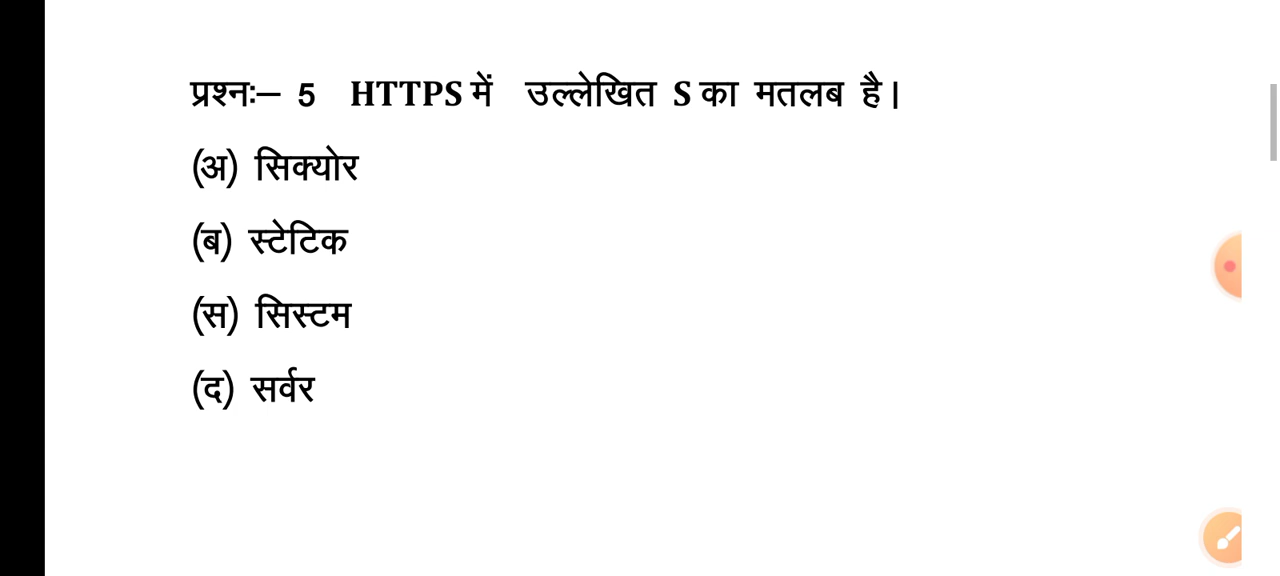 प्रश्नः— 5 HTTPS में उल्लेखित S का मतलब है।
(अ) सिक्योर
(ब) स्टेटिक
(स) सिस्टम
(द) सर्वर